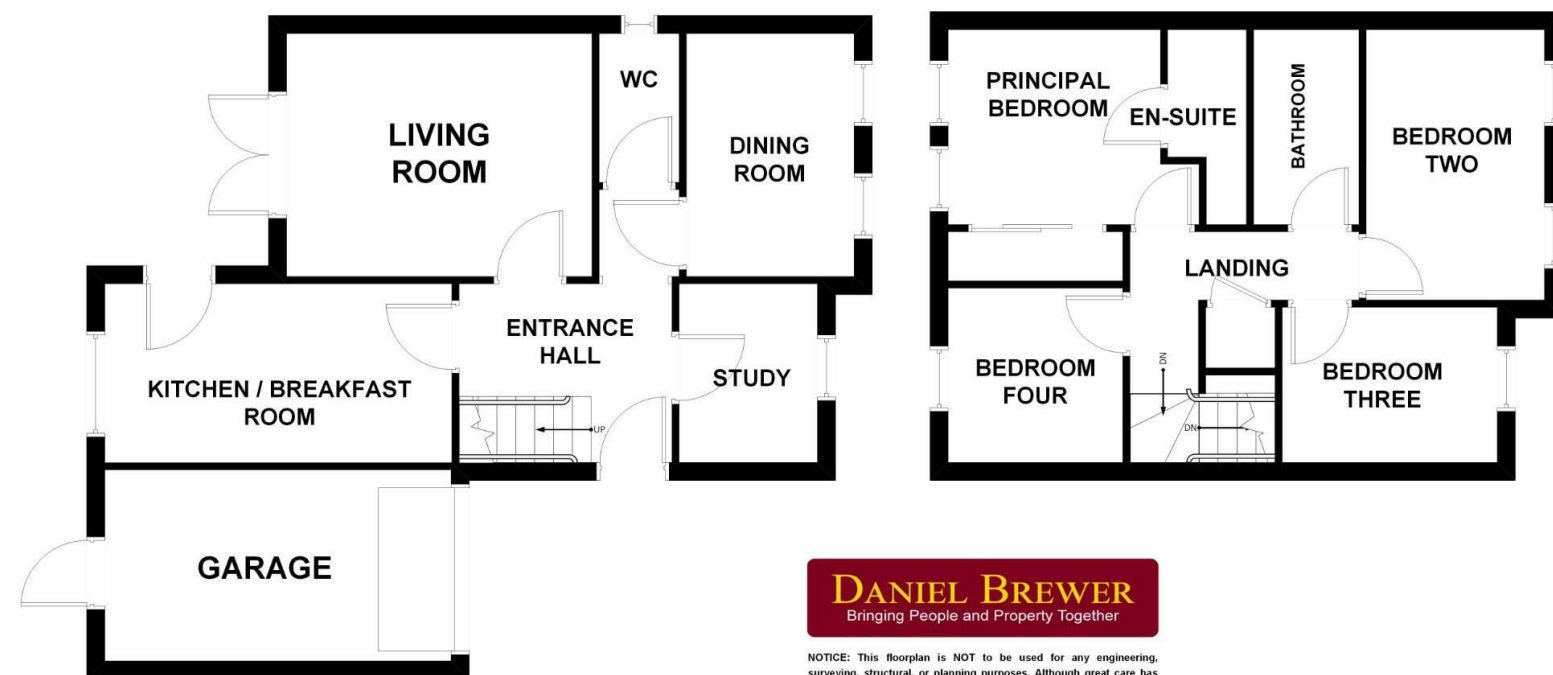 LIVING
ROOM
WC
DINING
ROOM
ENTRANCE
HALL
STUDY
KITCHEN / BREAKFAST
ROOM
UP
GARAGE
PRINCIPAL
BEDROOM
EN-SUITE
BATHROOM
BEDROOM
TWO
LANDING
BEDROOM
FOUR
DN
DN
BEDROOM
THREE
DANIEL BREWER
Bringing People and Property Together
NOTICE: This floorplan is NOT to be used for any engineering,
surveying, structural, or planning purposes. Although great care has